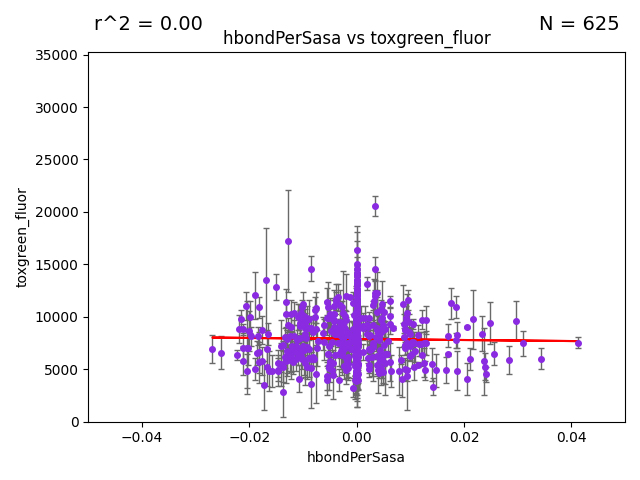 r^2 = 0.00
N = 625
hbondPerSasa vs toxgreen_fluor
35000
30000
25000
20000
15000
10000
5000
0
toxgreen_fluor
−0.04
−0.02
0.00
0.02
0.04
hbondPerSasa